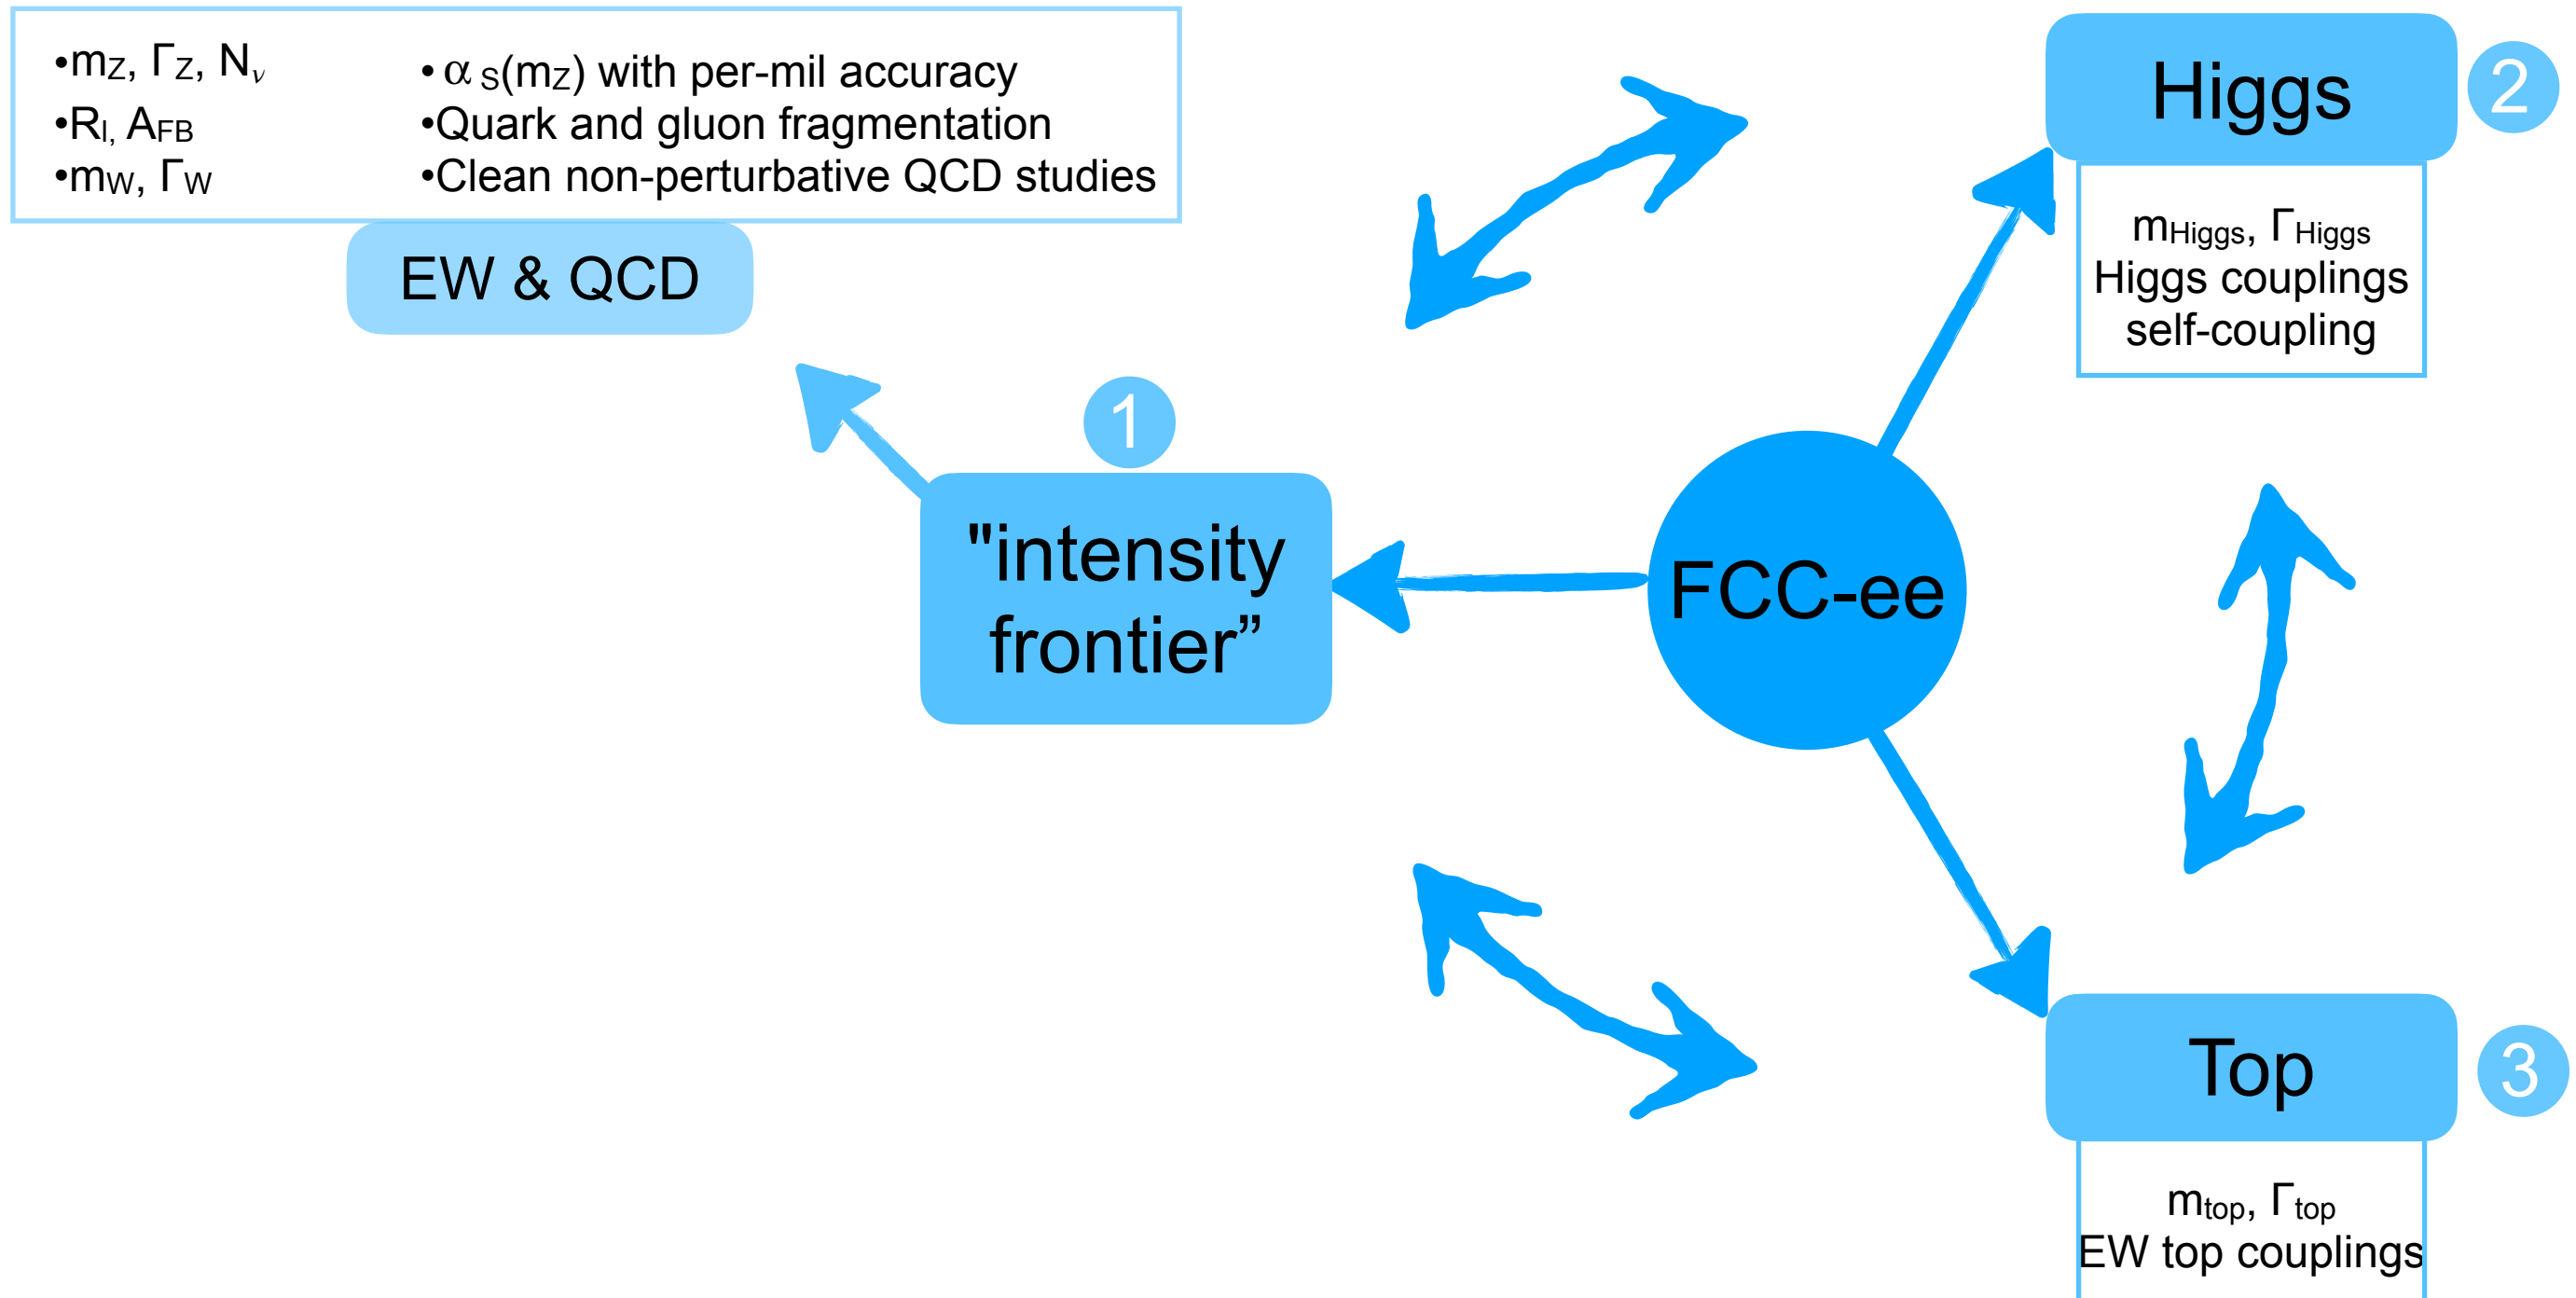 •mZ, ΓZ, Nν
•Rl, AFB
•mW, ΓW
•αS(mZ) with per-mil accuracy
•Quark and gluon fragmentation
•Clean non-perturbative QCD studies
EW & QCD
1
"intensity
frontier”
FCC-ee
Higgs
2
mHiggs, ΓHiggs
Higgs couplings
self-coupling
Top
3
mtop, Γtop
EW top couplings